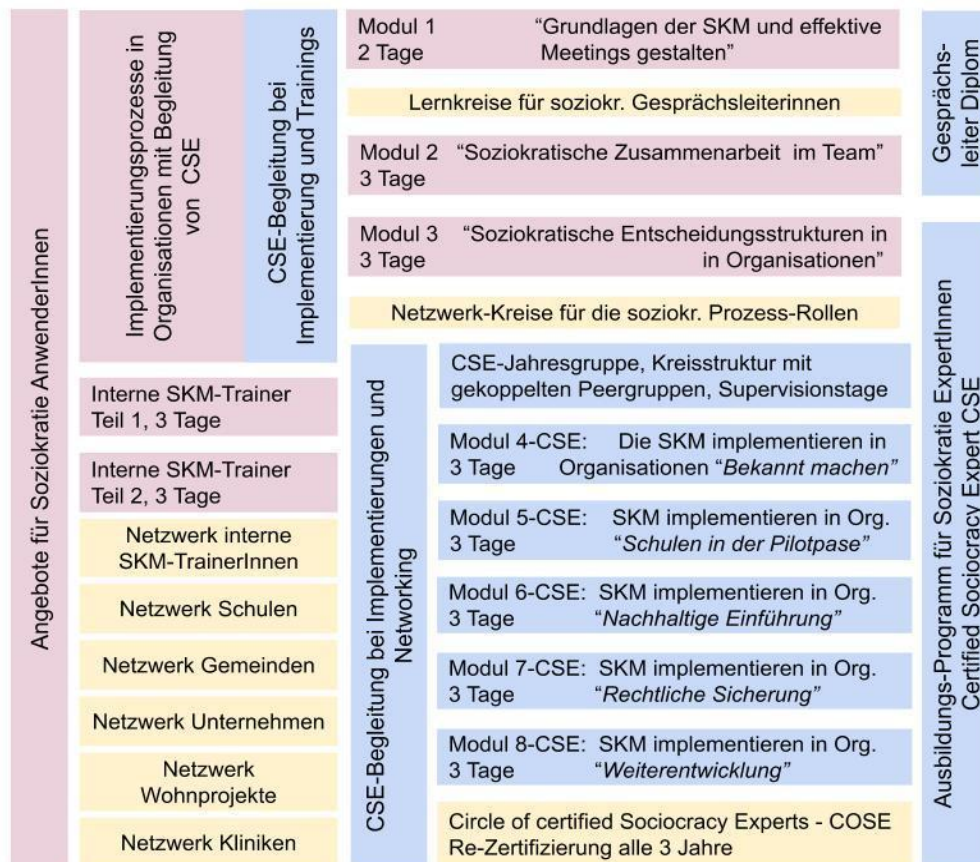 Angebote für Soziokratie AnwenderInnen
Implementierungsprozesse in
Organisationen mit Begleitung
von CSE
CSE-Begleitung bei
Implementierung und Trainings
Interne SKM-Trainer
Teil 1, 3 Tage
Interne SKM-Trainer
Teil 2, 3 Tage
Netzwerk interne
SKM-TrainerInnen
Netzwerk Schulen
Netzwerk Gemeinden
Netzwerk Unternehmen
Netzwerk
Wohnprojekte
Netzwerk Kliniken
Modul 1 “Grundlagen der SKM und effektive
2 Tage Meetings gestalten”
Lernkreise für soziokr. Gesprächsleiterinnen
Modul 2 “Soziokratische Zusammenarbeit im Team”
3 Tage
Modul 3 “Soziokratische Entscheidungsstrukturen in
3 Tage in Organisationen”
Netzwerk-Kreise für die soziokr. Prozess-Rollen
CSE-Begleitung bei Implementierungen und
Networking
CSE-Jahresgruppe, Kreisstruktur mit
gekoppelten Peergruppen, Supervisionstage
Modul 4-CSE: Die SKM implementieren in
3 Tage Organisationen “Bekannt machen”
Modul 5-CSE: SKM implementieren in Org.
3 Tage “Schulen in der Pilotpase”
Modul 6-CSE: SKM implementieren in Org.
3 Tage “Nachhaltige Einführung”
Modul 7-CSE: SKM implementieren in Org.
3 Tage “Rechtliche Sicherung”
Modul 8-CSE: SKM implementieren in Org.
3 Tage “Weiterentwicklung”
Circle of certified Sociocracy Experts - COSE
Re-Zertifizierung alle 3 Jahre
Gesprächs-
leiter Diplom
Ausbildungs-Programm für Soziokratie ExpertInnen
Certified Sociocracy Expert CSE